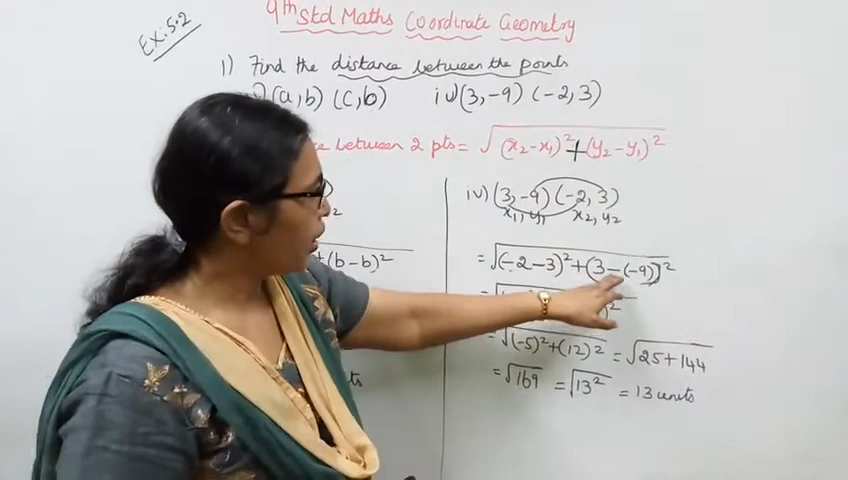 9th Std Maths Coordinate Geometry
Ex:5.2
1) Find the distance between the points
(a,b) (c,b) iv)(3,-9) (-2,3)
between 2 pts= √(x₂-x₁)²+(y₂-y₁)²
iv) (3,-9) (-2,3)
x₁, y₁ x₂, y₂
+(b-b)²
= √(-2-3)²+(3-(-9))²
= √(-5)²+(12)² = √25+144
= √169 = √13² = 13 units